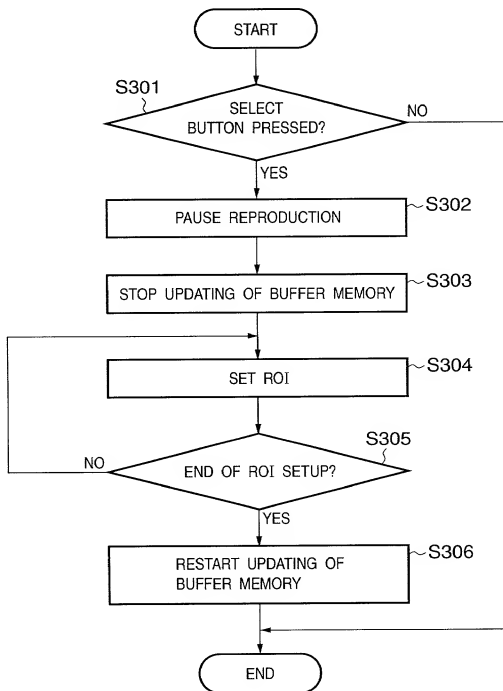 START
S301
SELECT
BUTTON PRESSED?
NO
YES
PAUSE REPRODUCTION
S302
STOP UPDATING OF BUFFER MEMORY
S303
SET ROI
S304
S305
END OF ROI SETUP?
NO
YES
RESTART UPDATING OF
BUFFER MEMORY
S306
END